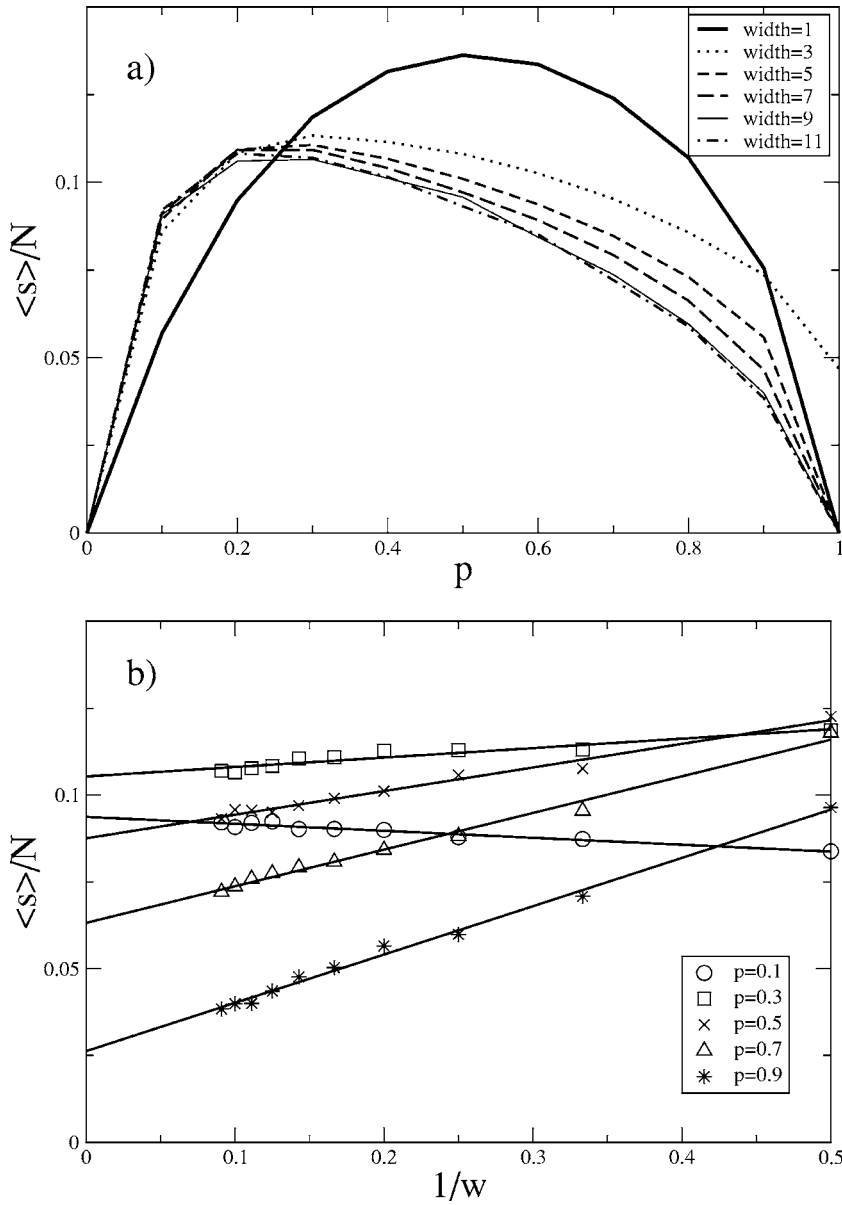 a)
width=1
width=3
width=5
width=7
width=9
width=11
0.1
0.05
0
<s>/N
0 0.2 0.4 0.6 0.8 1
p
b)
0.1
0.05
0
<s>/N
p=0.1
p=0.3
p=0.5
p=0.7
p=0.9
0 0.1 0.2 0.3 0.4 0.5
1/w